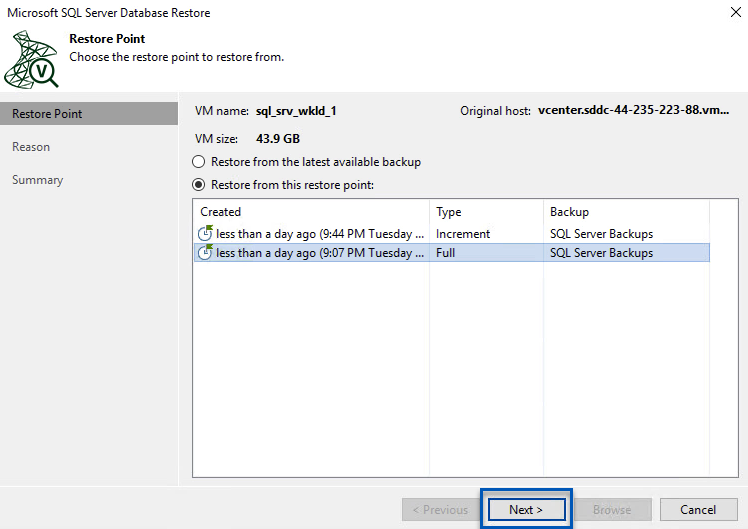 Microsoft SQL Server Database Restore
Restore Point
Choose the restore point to restore from.
Restore Point
Reason
Summary
VM name: sql_srv_wkld_1 Original host: vcenter.sddc-44-235-223-88.vm...
VM size: 43.9 GB
Restore from the latest available backup
Restore from this restore point:
Created Type Backup
less than a day ago (9:44 PM Tuesday ... Increment SQL Server Backups
less than a day ago (9:07 PM Tuesday ... Full SQL Server Backups
< Previous Next > Browse Cancel